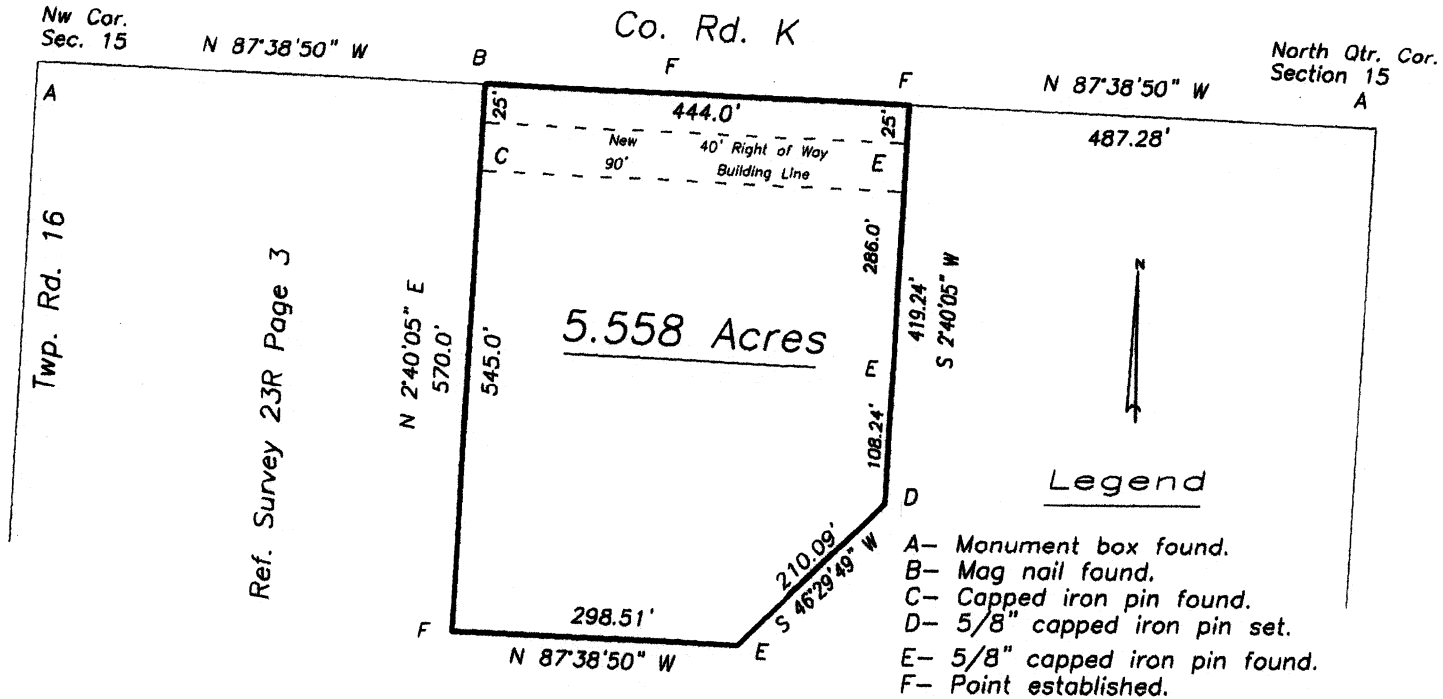 Nw Cor.
Sec. 15
N 87°38'50" W
Co. Rd. K
North Qtr. Cor.
Section 15
N 87°38'50" W
A
B
F
F
A
25'
444.0'
25'
487.28'
New 40' Right of Way
C
90' Building Line
E
Twp. Rd. 16
Ref. Survey 23R Page 3
N 2°40'05" E
570.0'
545.0'
5.558 Acres
286.0'
419.24'
S 2°40'05" W
E
108.24'
N
D
210.09'
S 46°29'49" W
F
298.51'
E
N 87°38'50" W
Legend
A- Monument box found.
B- Mag nail found.
C- Capped iron pin found.
D- 5/8" capped iron pin set.
E- 5/8" capped iron pin found.
F- Point established.